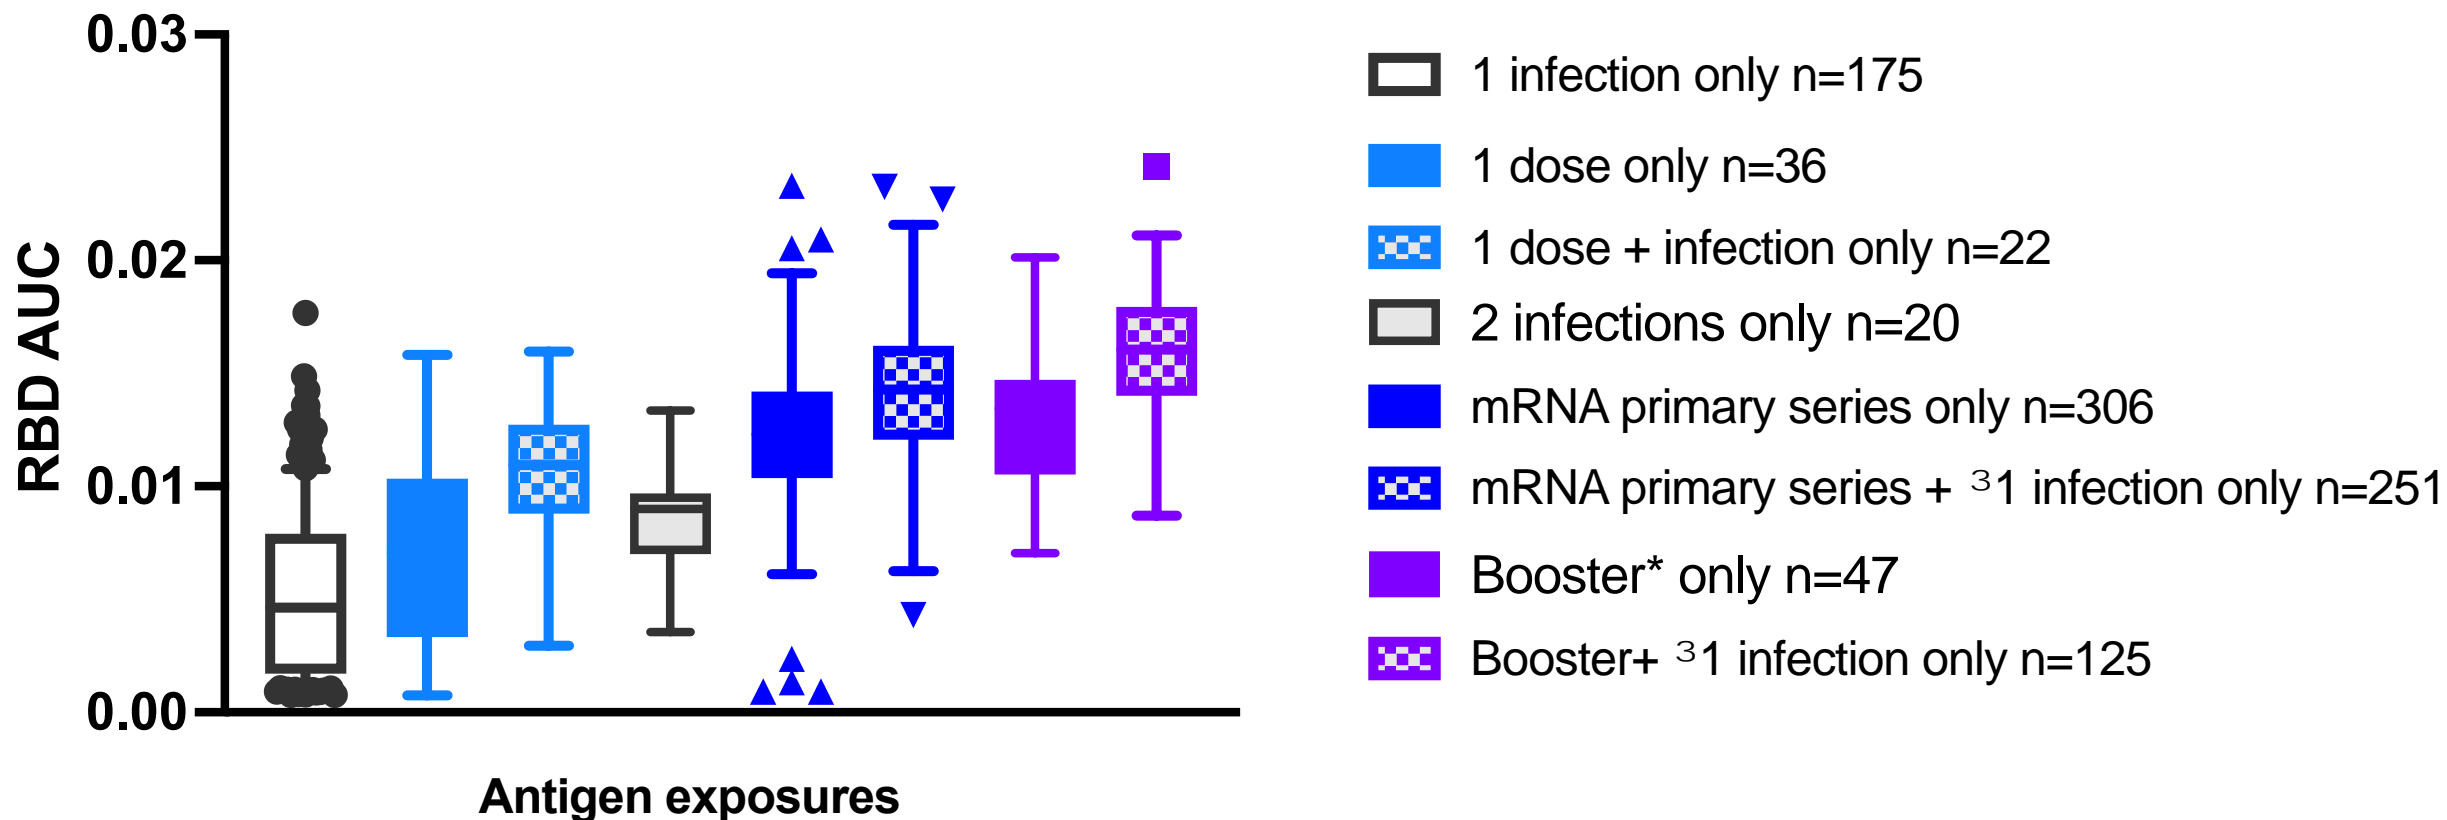 0.03
0.02
0.01
0.00
RBD AUC
Antigen exposures
1 infection only n=175
1 dose only n=36
1 dose + infection only n=22
2 infections only n=20
mRNA primary series only n=306
mRNA primary series + ³1 infection only n=251
Booster* only n=47
Booster+ ³1 infection only n=125